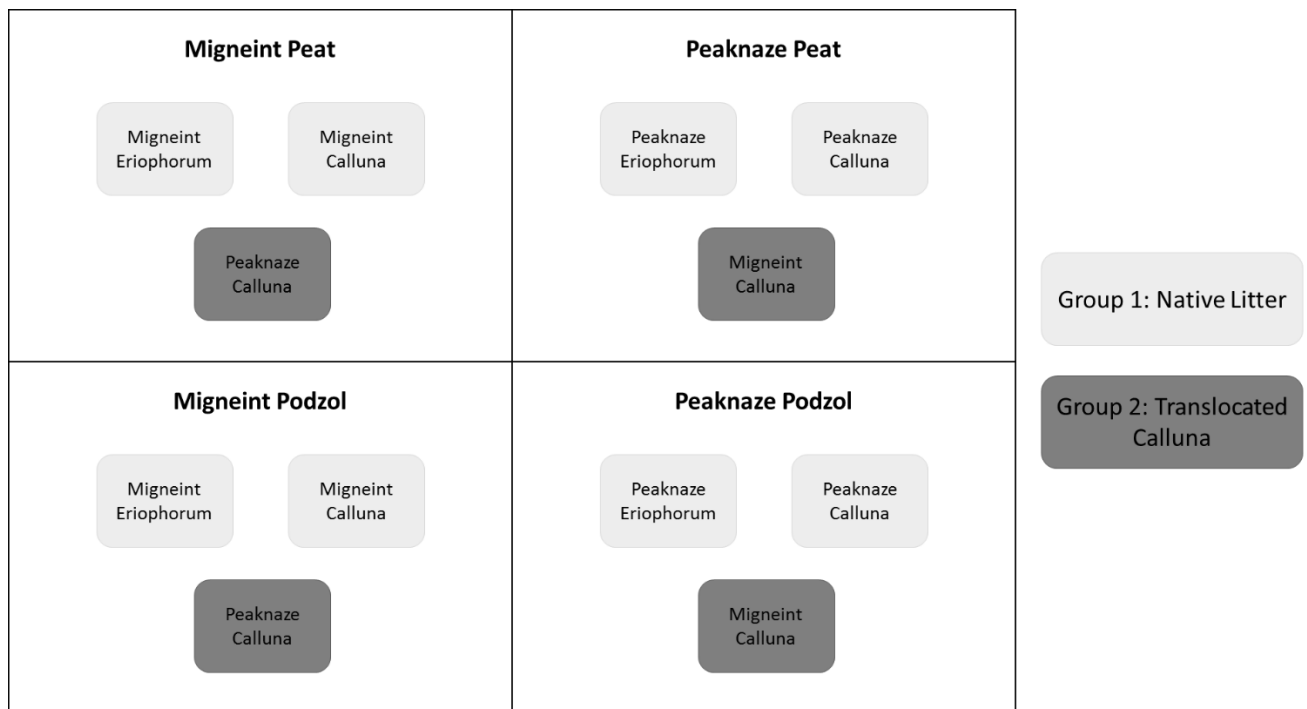 Migneint Peat
Migneint
Eriophorum
Migneint
Calluna
Peaknaze
Calluna
Peaknaze Peat
Peaknaze
Eriophorum
Peaknaze
Calluna
Migneint
Calluna
Migneint Podzol
Migneint
Eriophorum
Migneint
Calluna
Peaknaze
Calluna
Peaknaze Podzol
Peaknaze
Eriophorum
Peaknaze
Calluna
Migneint
Calluna
Group 1: Native Litter
Group 2: Translocated
Calluna